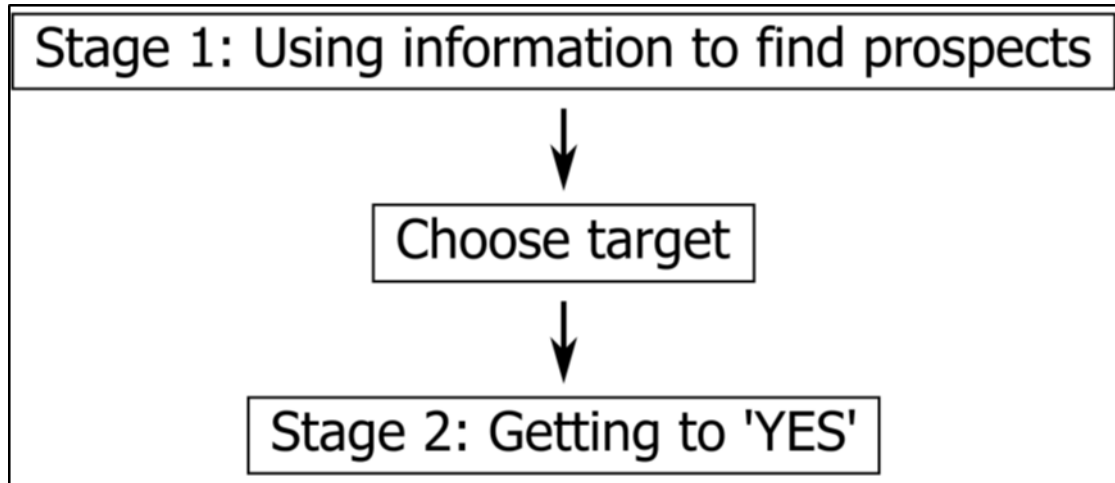 Stage 1: Using information to find prospects
Choose target
Stage 2: Getting to 'YES'